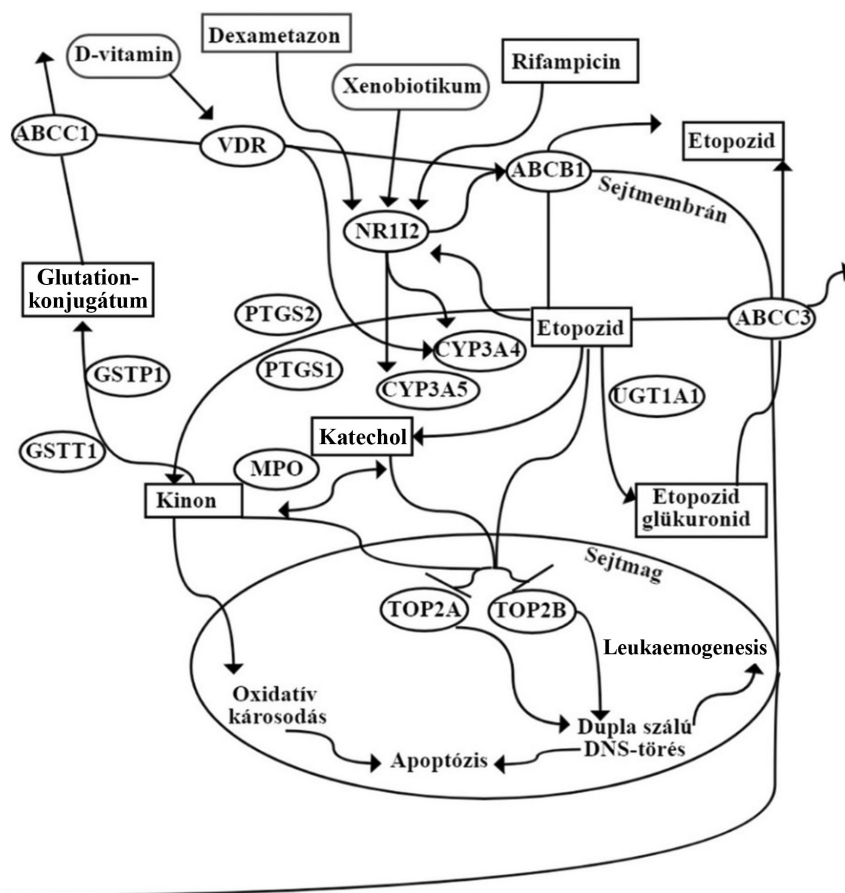 Dexametazon
D-vitamin
Rifampicin
Xenobiotikum
ABCC1
VDR
ABCB1
Etopozid
Sejtmembrán
NR1I2
Glutation-
konjugátum
PTGS2
Etopozid
ABCC3
CYP3A4
PTGS1
GSTP1
CYP3A5
UGT1A1
Katechol
GSTT1
MPO
Kinon
Etopozid
glükuronid
Sejtmag
TOP2A
TOP2B
Leukaemogenesis
Oxidatív
károsodás
Dupla szálú
DNS-törés
Apoptózis